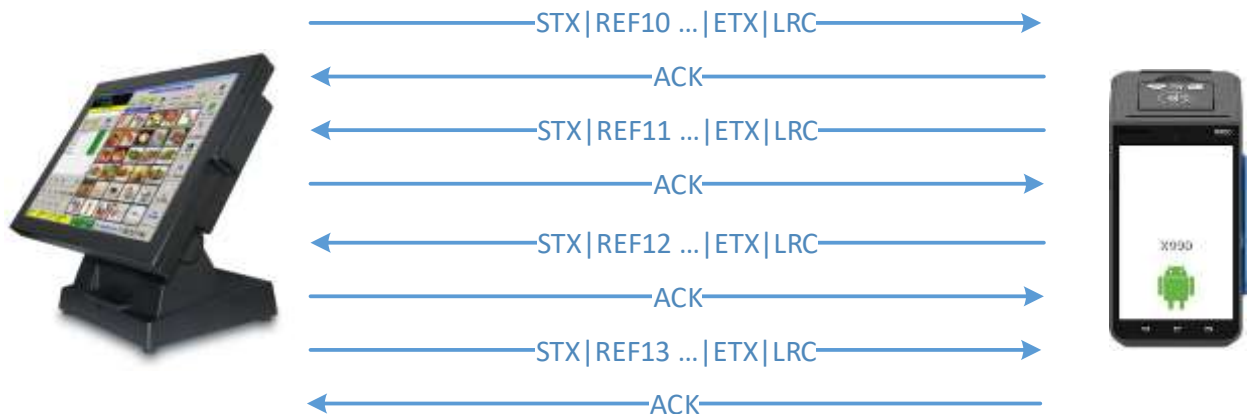 STX|REF10 ...|ETX|LRC
ACK
STX|REF11 ...|ETX|LRC
ACK
STX|REF12 ...|ETX|LRC
X990
ACK
STX|REF13 ...|ETX|LRC
ACK